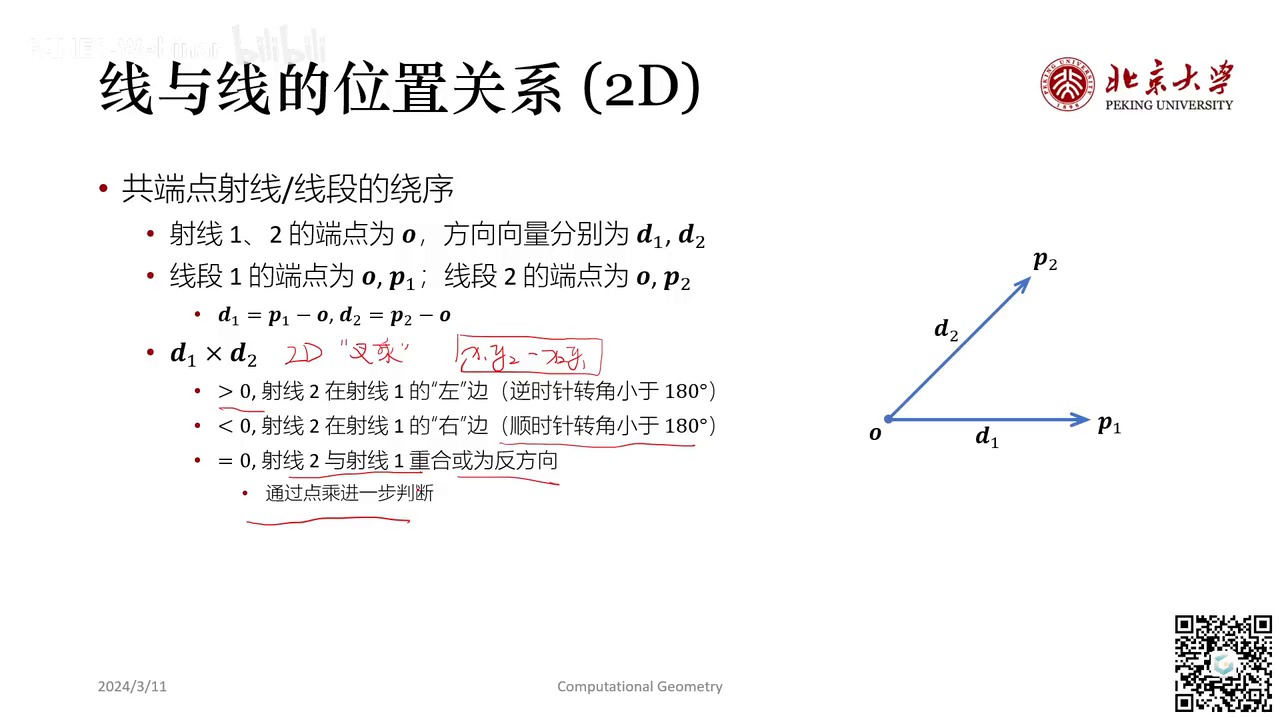 bilibili
线与线的位置关系 (2D)
北京大学
PEKING UNIVERSITY
• 共端点射线/线段的绕序
• 射线 1、2 的端点为 o，方向向量分别为 d₁, d₂
• 线段 1 的端点为 o, p₁；线段 2 的端点为 o, p₂
• d₁ = p₁ − o, d₂ = p₂ − o
• d₁ × d₂ 2D “叉乘” x₁y₂ − x₂y₁
• > 0, 射线 2 在射线 1 的“左”边（逆时针转角小于 180°）
• < 0, 射线 2 在射线 1 的“右”边（顺时针转角小于 180°）
• = 0, 射线 2 与射线 1 重合或为反方向
• 通过点乘进一步判断
p₂
d₂
o
d₁
p₁
2024/3/11
Computational Geometry